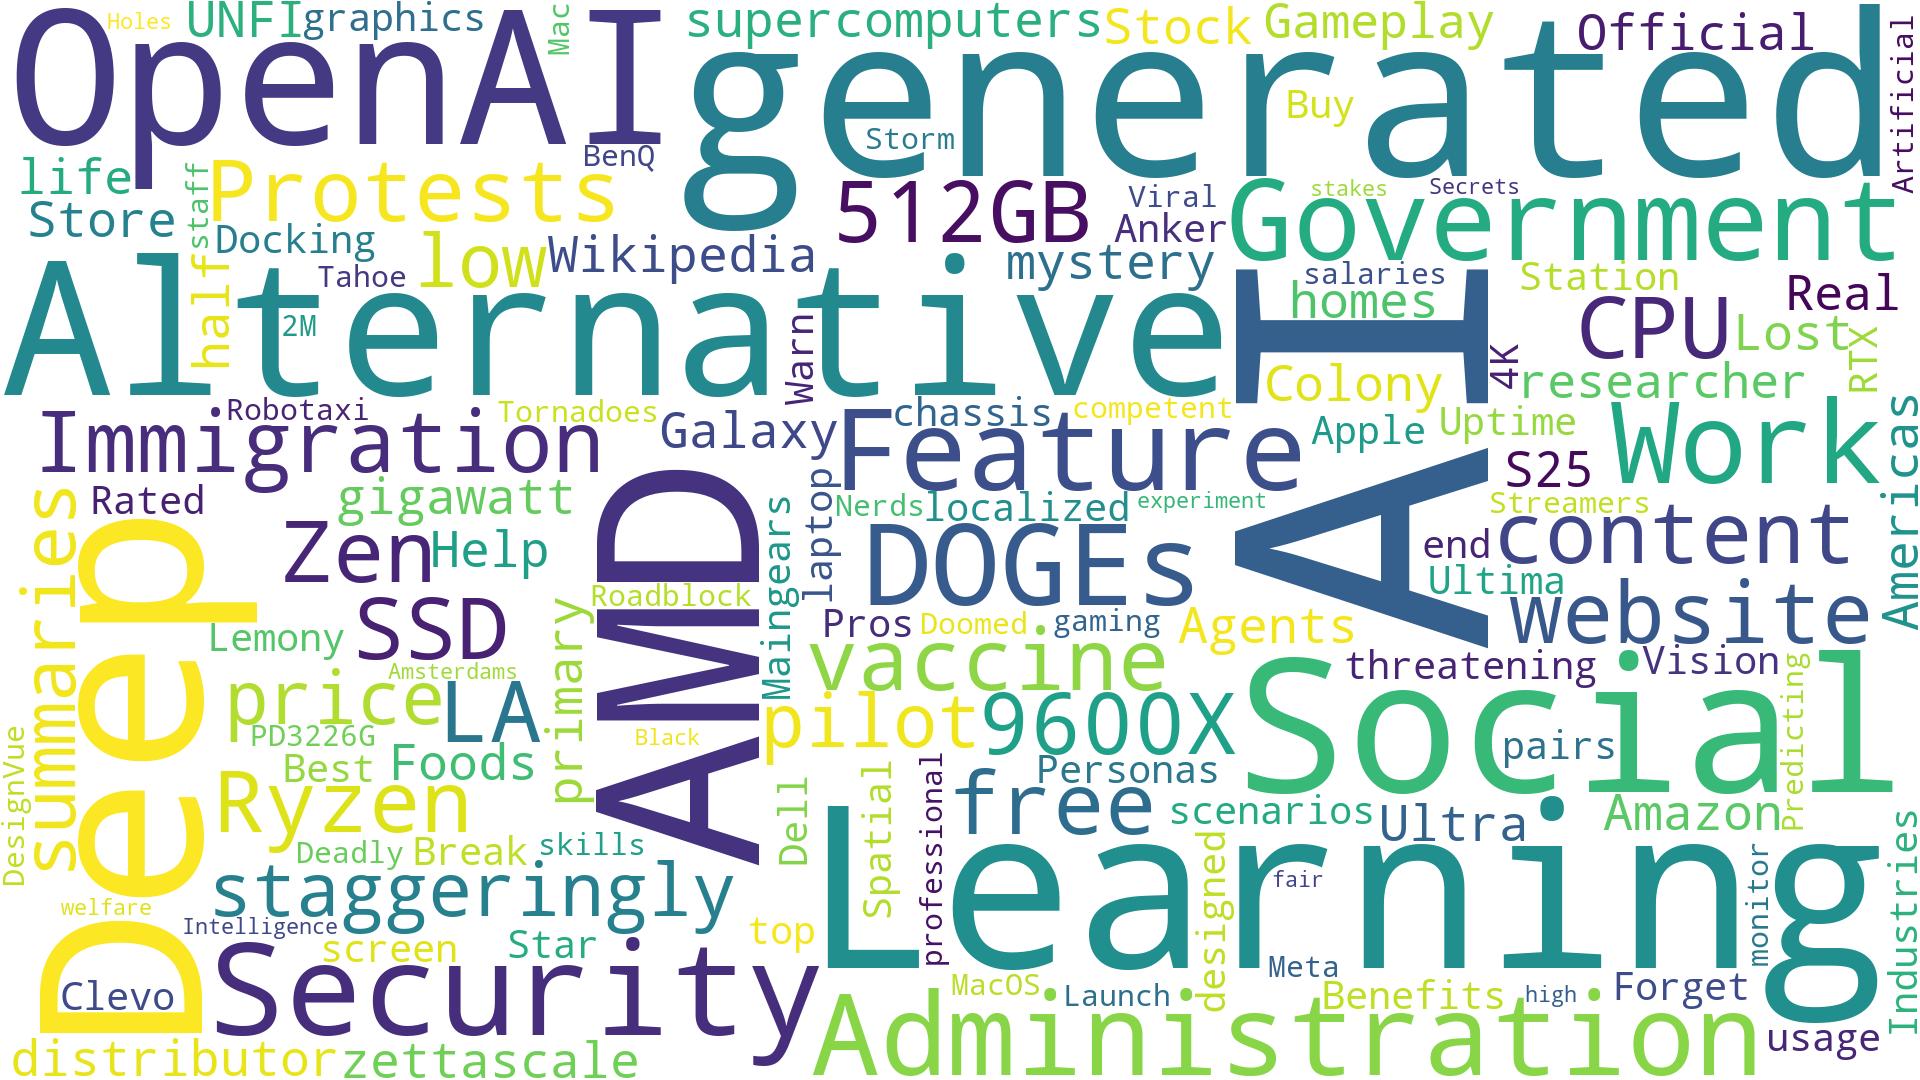 Holes
UNFI
graphics
Mac
supercomputers
Stock
Gameplay
Official
Artificial
OpenAI
generated
Buy
Storm
BenQ
life
Protests
512GB
Viral
stakes
Secrets
Store
halfstaff
Docking
low
Wikipedia
Anker
Government
Tahoe
mystery
salaries
Station
Real
Alternative
2M
Warn
homes
AI
CPU
Lost
RTX
4K
Colony
researcher
Immigration
Robotaxi
Tornadoes
Galaxy
chassis
competent
Feature
Apple
Uptime
Work
Americas
S25
Rated
gigawatt
laptop
Nerds
localized
experiment
Streamers
summaries
Deep
Zen
Help
AMD
Maingears
DOGEs
end
content
Ultima
Roadblock
website
Lemony
SSD
primary
Pros
Doomed
gaming
Agents
Amsterdams
vaccine
threatening
Vision
price
LA
Social
Predicting
PD3226G
Black
pilot
9600X
pairs
DesignVue
Best
Foods
Personas
Ryzen
Dell
Spatial
professional
free
scenarios
Ultra
Amazon
Deadly
Break
skills
Learning
designed
monitor
Industries
staggeringly
fair
welfare
Intelligence
screen
Star
top
Security
Clevo
MacOS
Launch
Meta
Benefits
high
Forget
Administration
usage
distributor
zettascale